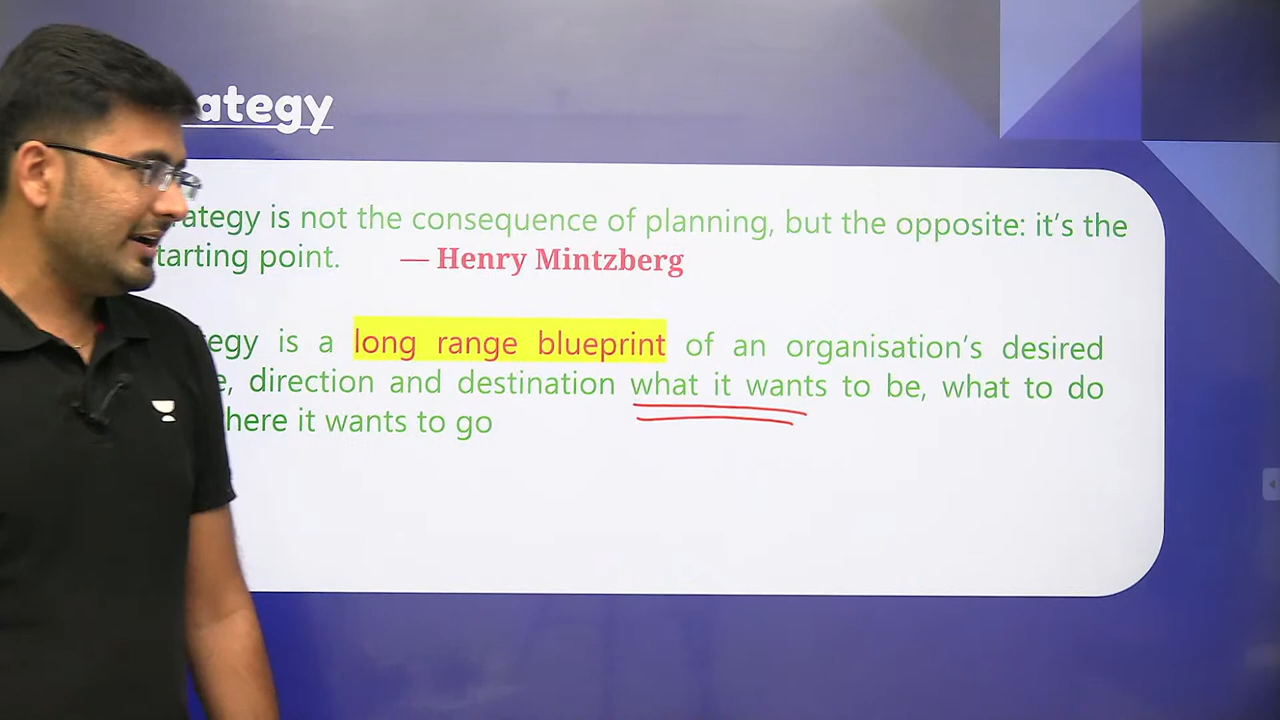 ategy
ategy is not the consequence of planning, but the opposite: it's the
tarting point. — Henry Mintzberg
egy is a long range blueprint of an organisation's desired
e, direction and destination what it wants to be, what to do
here it wants to go